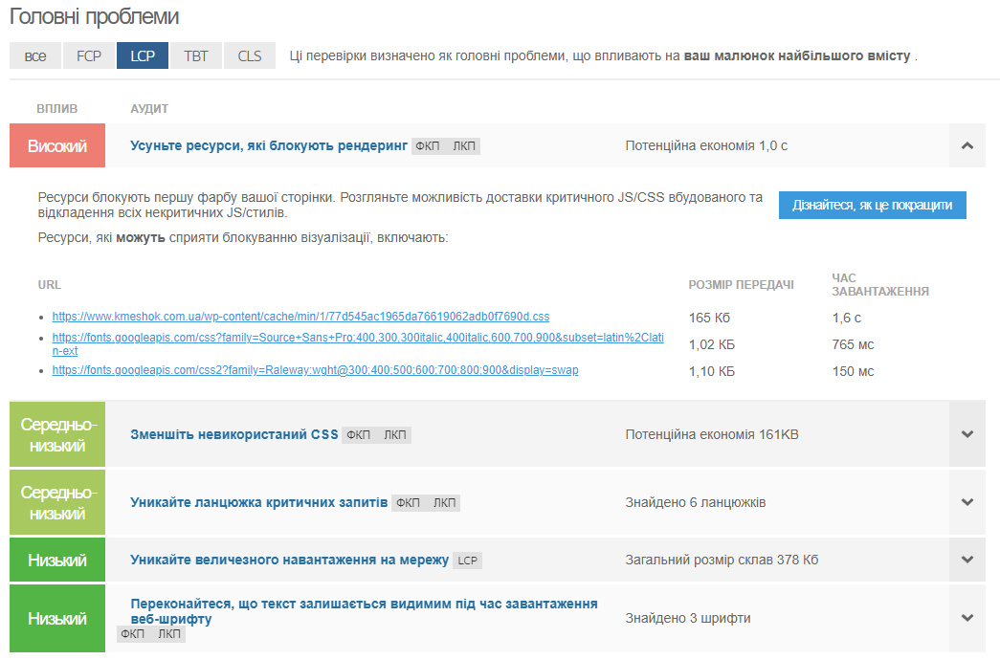 Головні проблеми
все FCP LCP TBT CLS Ці перевірки визначено як головні проблеми, що впливають на ваш малюнок найбільшого вмісту .
ВПЛИВ АУДИТ
Високий Усуньте ресурси, які блокують рендеринг ФКП ЛКП Потенційна економія 1,0 с
Ресурси блокують першу фарбу вашої сторінки. Розгляньте можливість доставки критичного JS/CSS вбудованого та
відкладення всіх некритичних JS/стилів.
Дізнайтеся, як це покращити
Ресурси, які можуть сприяти блокуванню візуалізації, включають:
URL РОЗМІР ПЕРЕДАЧІ ЧАС
ЗАВАНТАЖЕННЯ
https://www.kmeshok.com.ua/wp-content/cache/min/1/77d545ac1965da76619062adb0f7690d.css 165 Кб 1,6 с
https://fonts.googleapis.com/css?family=Source+Sans+Pro:400,300,300italic,400italic,600,700,900&subset=latin%2Clati
n-ext 1,02 КБ 765 мс
https://fonts.googleapis.com/css2?family=Raleway:wght@300;400;500;600;700;800;900&display=swap 1,10 КБ 150 мс
Середньо-
низький Зменшіть невикористаний CSS ФКП ЛКП Потенційна економія 161KB
Середньо-
низький Уникайте ланцюжка критичних запитів ФКП ЛКП Знайдено 6 ланцюжків
Низький Уникайте величезного навантаження на мережу LCP Загальний розмір склав 378 Кб
Низький Переконайтеся, що текст залишається видимим під час завантаження
веб-шрифту
ФКП ЛКП Знайдено 3 шрифти